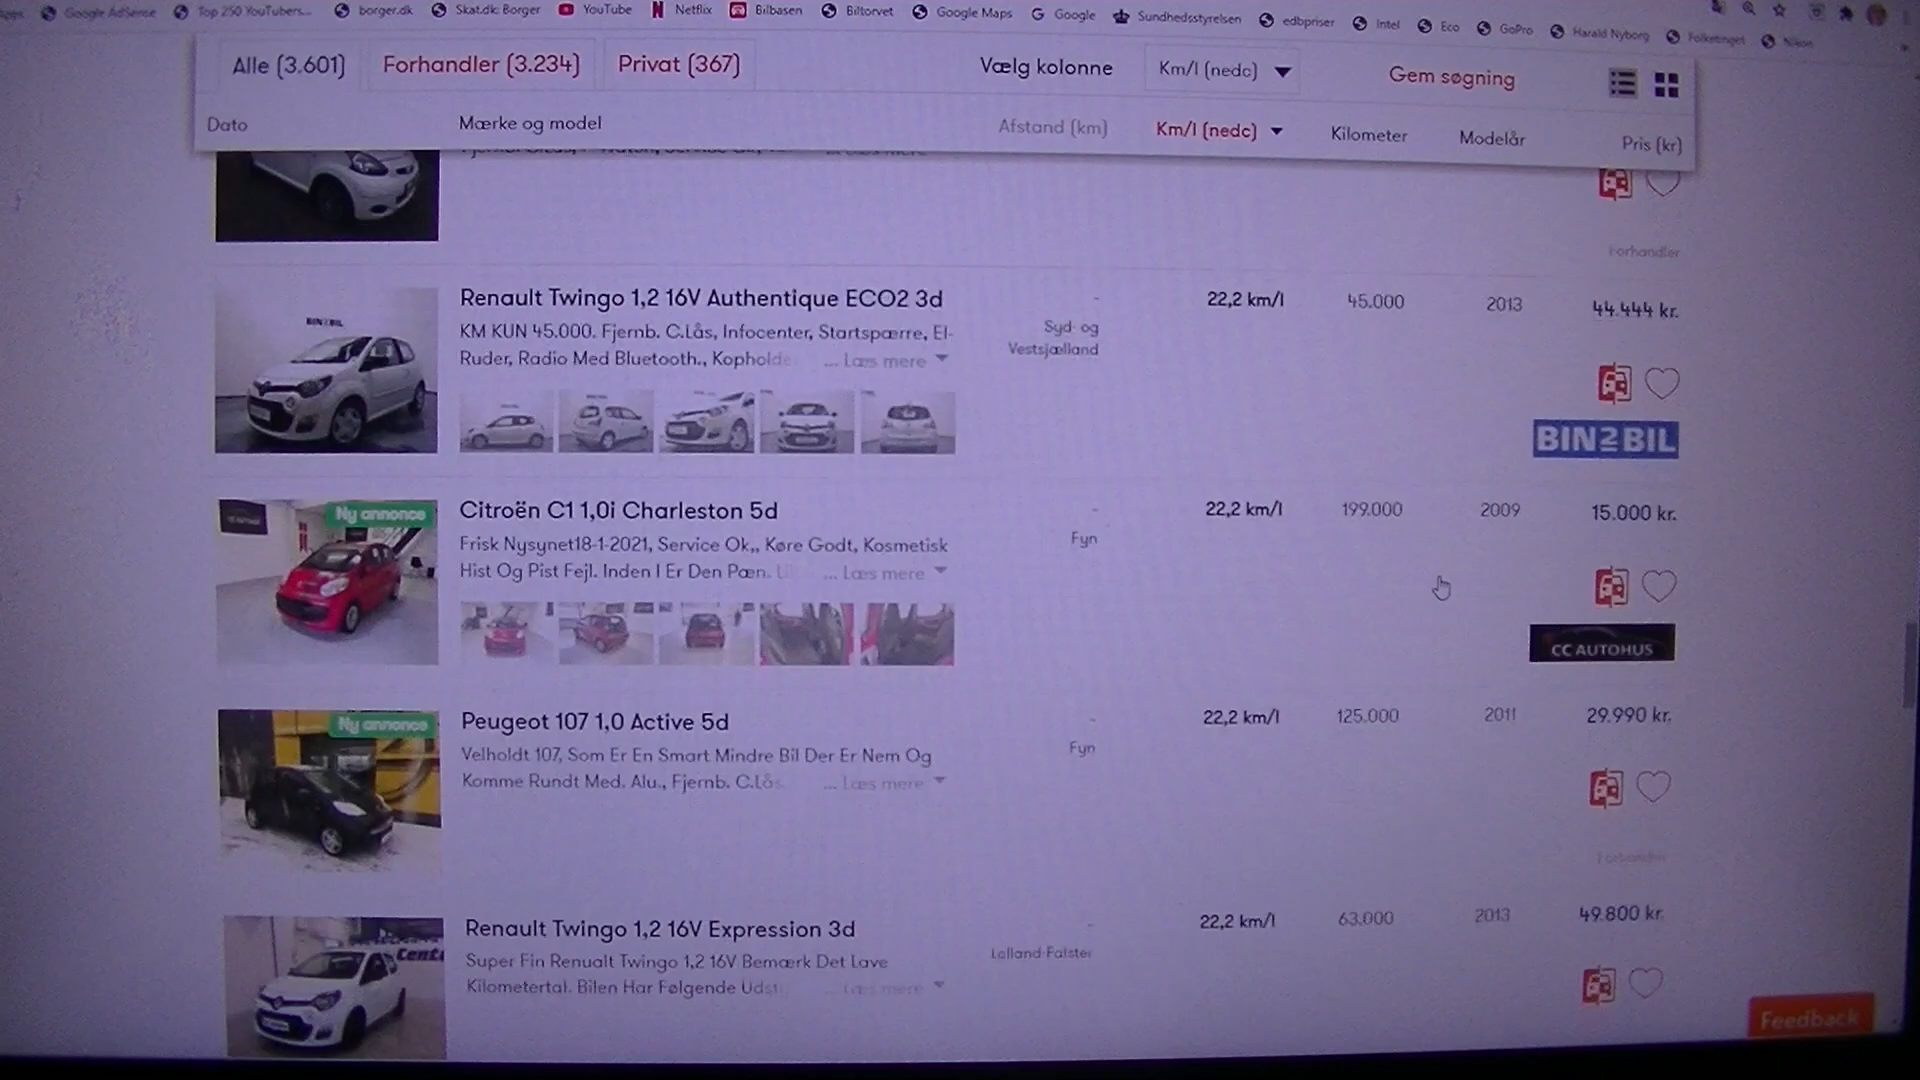 Apps Google AdSense Top 250 YouTubers... borger.dk Skat.dk: Borger YouTube Netflix Bilbasen Biltorvet Google Maps Google Sundhedsstyrelsen edbpriser Intel Eco GoPro Harald Nyborg Folketinget Nikon
Alle (3.601) Forhandler (3.234) Privat (367) Vælg kolonne Km/l (nedc) Gem søgning
Dato Mærke og model Afstand (km) Km/l (nedc) Kilometer Modelår Pris (kr)
Forhandler
Renault Twingo 1,2 16V Authentique ECO2 3d - 22,2 km/l 45.000 2013 44.444 kr.
KM KUN 45.000. Fjernb. C.Lås, Infocenter, Startspærre, El-
Ruder, Radio Med Bluetooth., Kopholde ... Læs mere
Syd- og
Vestsjælland
BIN2BIL
BIN2BIL
Ny annonce
Citroën C1 1,0i Charleston 5d - 22,2 km/l 199.000 2009 15.000 kr.
Frisk Nysynet18-1-2021, Service Ok,, Køre Godt, Kosmetisk
Hist Og Pist Fejl. Inden I Er Den Pæn. ... Læs mere
Fyn
CC AUTOHUS
Ny annonce
Peugeot 107 1,0 Active 5d - 22,2 km/l 125.000 2011 29.990 kr.
Velholdt 107, Som Er En Smart Mindre Bil Der Er Nem Og
Komme Rundt Med. Alu., Fjernb. C.Lås. ... Læs mere
Fyn
Forhandler
Renault Twingo 1,2 16V Expression 3d - 22,2 km/l 63.000 2013 49.800 kr.
Super Fin Renualt Twingo 1,2 16V Bemærk Det Lave
Kilometertal. Bilen Har Følgende Udst ... Læs mere
Lolland-Falster
Cent
Feedback